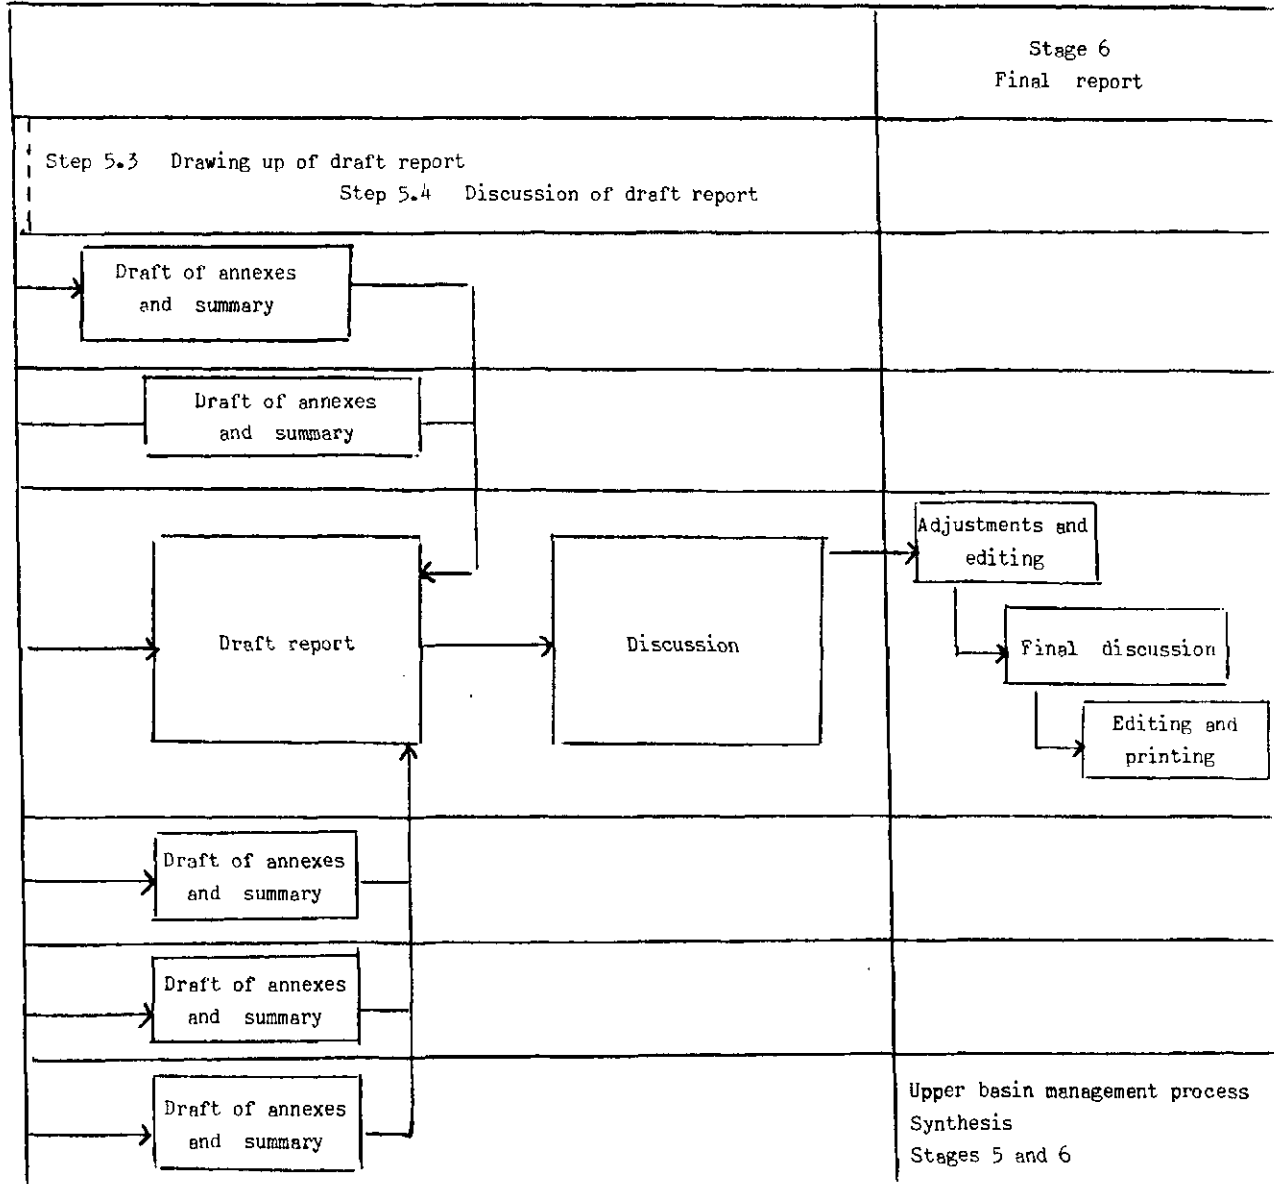 Stage 6
Final report
Step 5.3 Drawing up of draft report
Step 5.4 Discussion of draft report
Draft of annexes
and summary
Draft of annexes
and summary
Adjustments and
editing
Draft report
Discussion
Final discussion
Editing and
printing
Draft of annexes
and summary
Draft of annexes
and summary
Draft of annexes
and summary
Upper basin management process
Synthesis
Stages 5 and 6